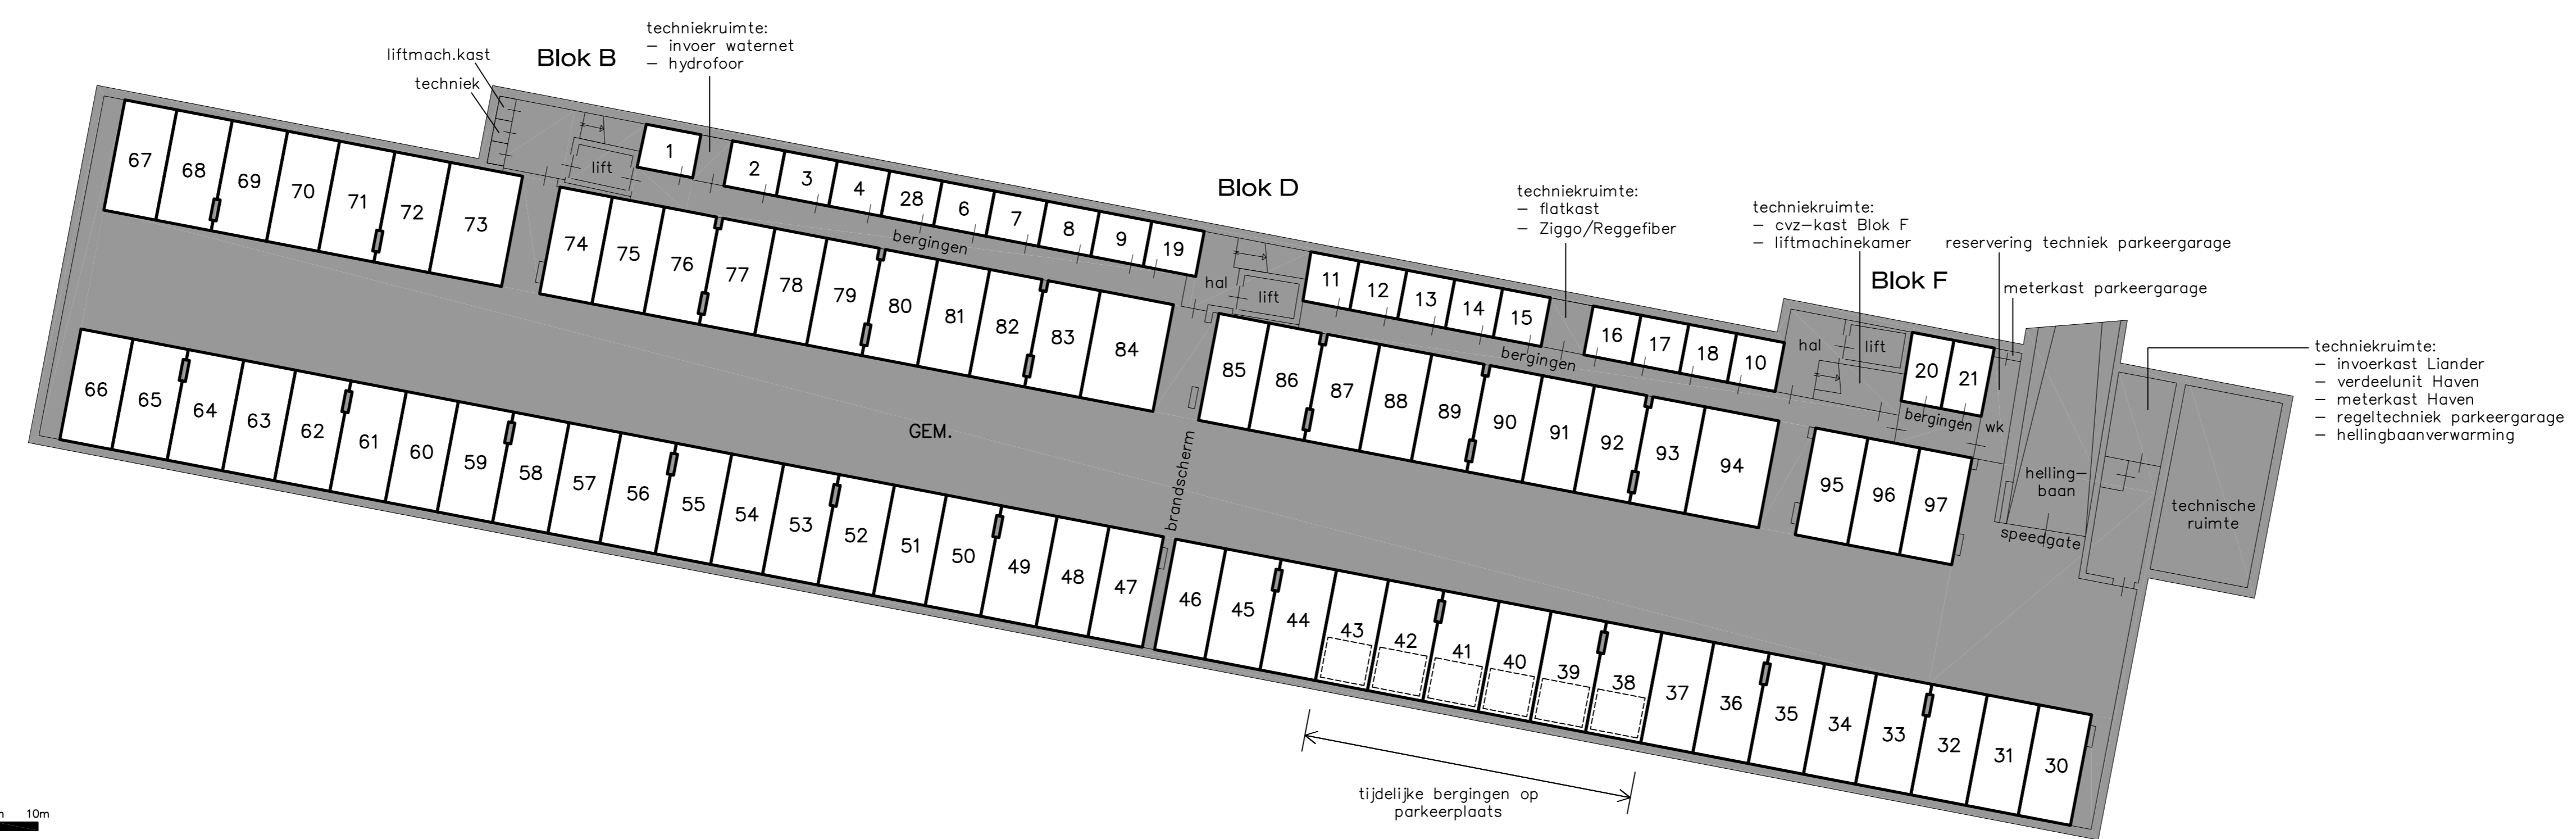 techniekruimte:
– invoer waternet
– hydrofoor
liftmach.kast
techniek
Blok B
Blok D
techniekruimte:
– flatkast
– Ziggo/Reggefiber
techniekruimte:
– cvz-kast Blok F
– liftmachinekamer
reservering techniek parkeergarage
Blok F
meterkast parkeergarage
techniekruimte:
– invoerkast Liander
– verdeelunit Haven
– meterkast Haven
– regeltechniek parkeergarage
– hellingbaanverwarming
67 68 69 70 71 72 73
lift
1 2 3 4 28 6 7 8 9 19
bergingen
hal
lift
11 12 13 14 15
16 17 18 10
bergingen
hal
lift
20 21
bergingen
wk
74 75 76 77 78 79 80 81 82 83 84
85 86 87 88 89 90 91 92 93 94
95 96 97
helling–
baan
speedgate
technische
ruimte
GEM.
brandscherm
66 65 64 63 62 61 60 59 58 57 56 55 54 53 52 51 50 49 48 47
46 45 44 43 42 41 40 39 38 37 36 35 34 33 32 31 30
tijdelijke bergingen op
parkeerplaats
10m